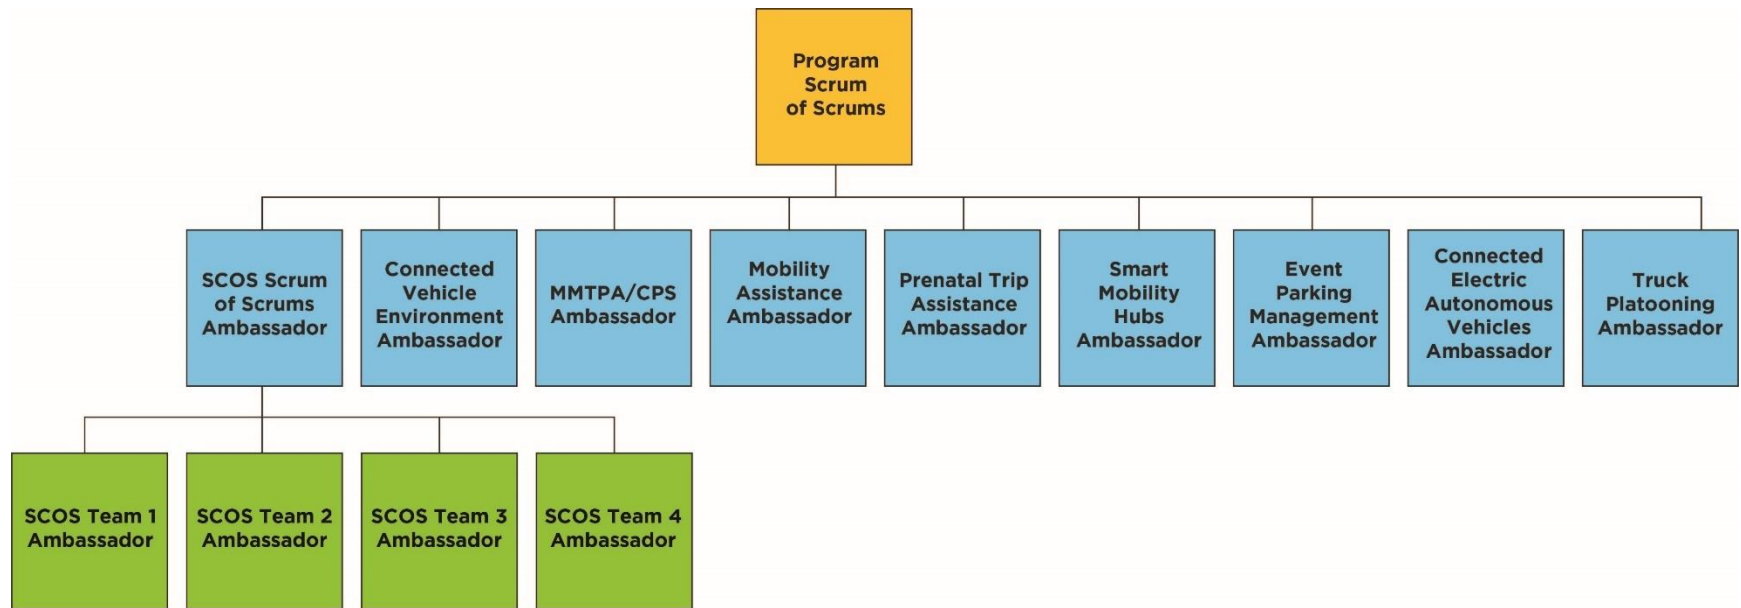 Program
Scrum
of Scrums
SCOS Scrum
of Scrums
Ambassador
Connected
Vehicle
Environment
Ambassador
MMTPA/CPS
Ambassador
Mobility
Assistance
Ambassador
Prenatal Trip
Assistance
Ambassador
Smart
Mobility
Hubs
Ambassador
Event
Parking
Management
Ambassador
Connected
Electric
Autonomous
Vehicles
Ambassador
Truck
Platooning
Ambassador
SCOS Team 1
Ambassador
SCOS Team 2
Ambassador
SCOS Team 3
Ambassador
SCOS Team 4
Ambassador